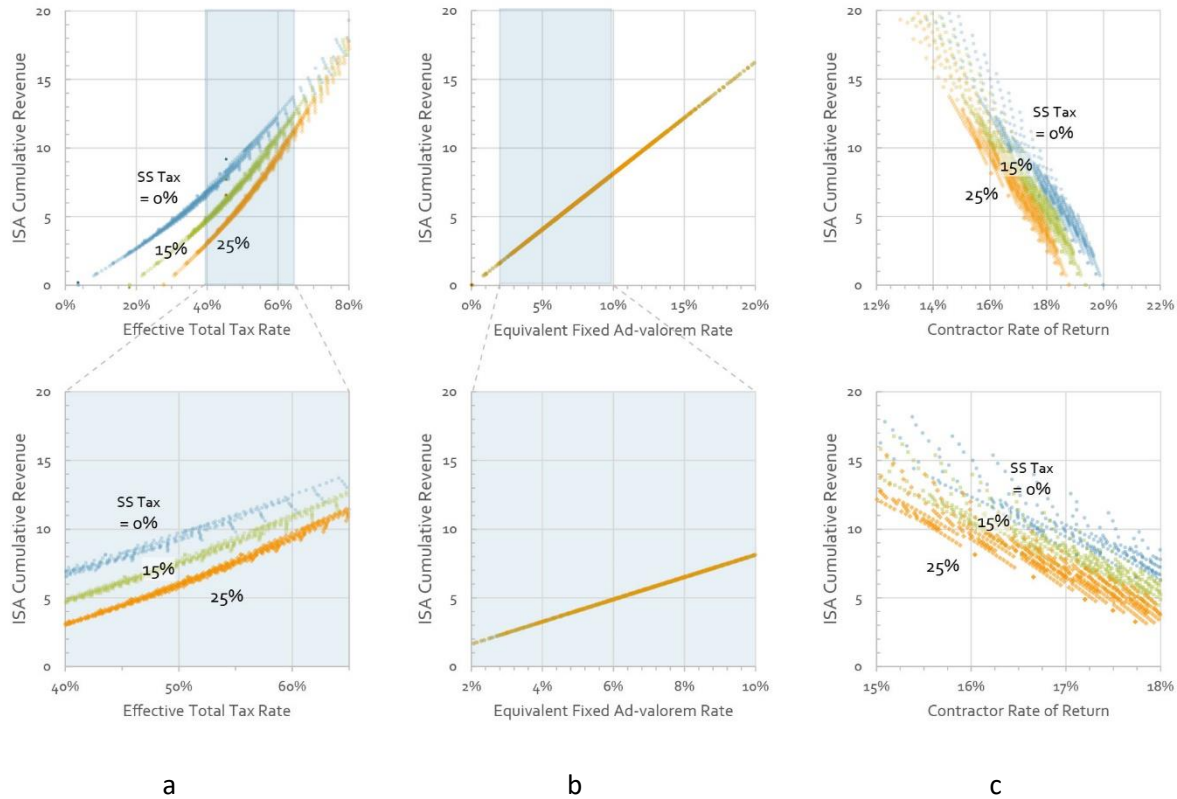 20
15
10
5
0
ISA Cumulative Revenue
SS Tax
= 0%
15%
25%
0% 20% 40% 60% 80%
Effective Total Tax Rate
20
15
10
5
0
ISA Cumulative Revenue
0% 5% 10% 15% 20%
Equivalent Fixed Ad-valorem Rate
20
15
10
5
0
ISA Cumulative Revenue
SS Tax
= 0%
15%
25%
12% 14% 16% 18% 20% 22%
Contractor Rate of Return
20
15
10
5
0
ISA Cumulative Revenue
SS Tax
= 0%
15%
25%
40% 50% 60%
Effective Total Tax Rate
20
15
10
5
0
ISA Cumulative Revenue
2% 4% 6% 8% 10%
Equivalent Fixed Ad-valorem Rate
20
15
10
5
0
ISA Cumulative Revenue
SS Tax
= 0%
15%
25%
15% 16% 17% 18%
Contractor Rate of Return
a b c